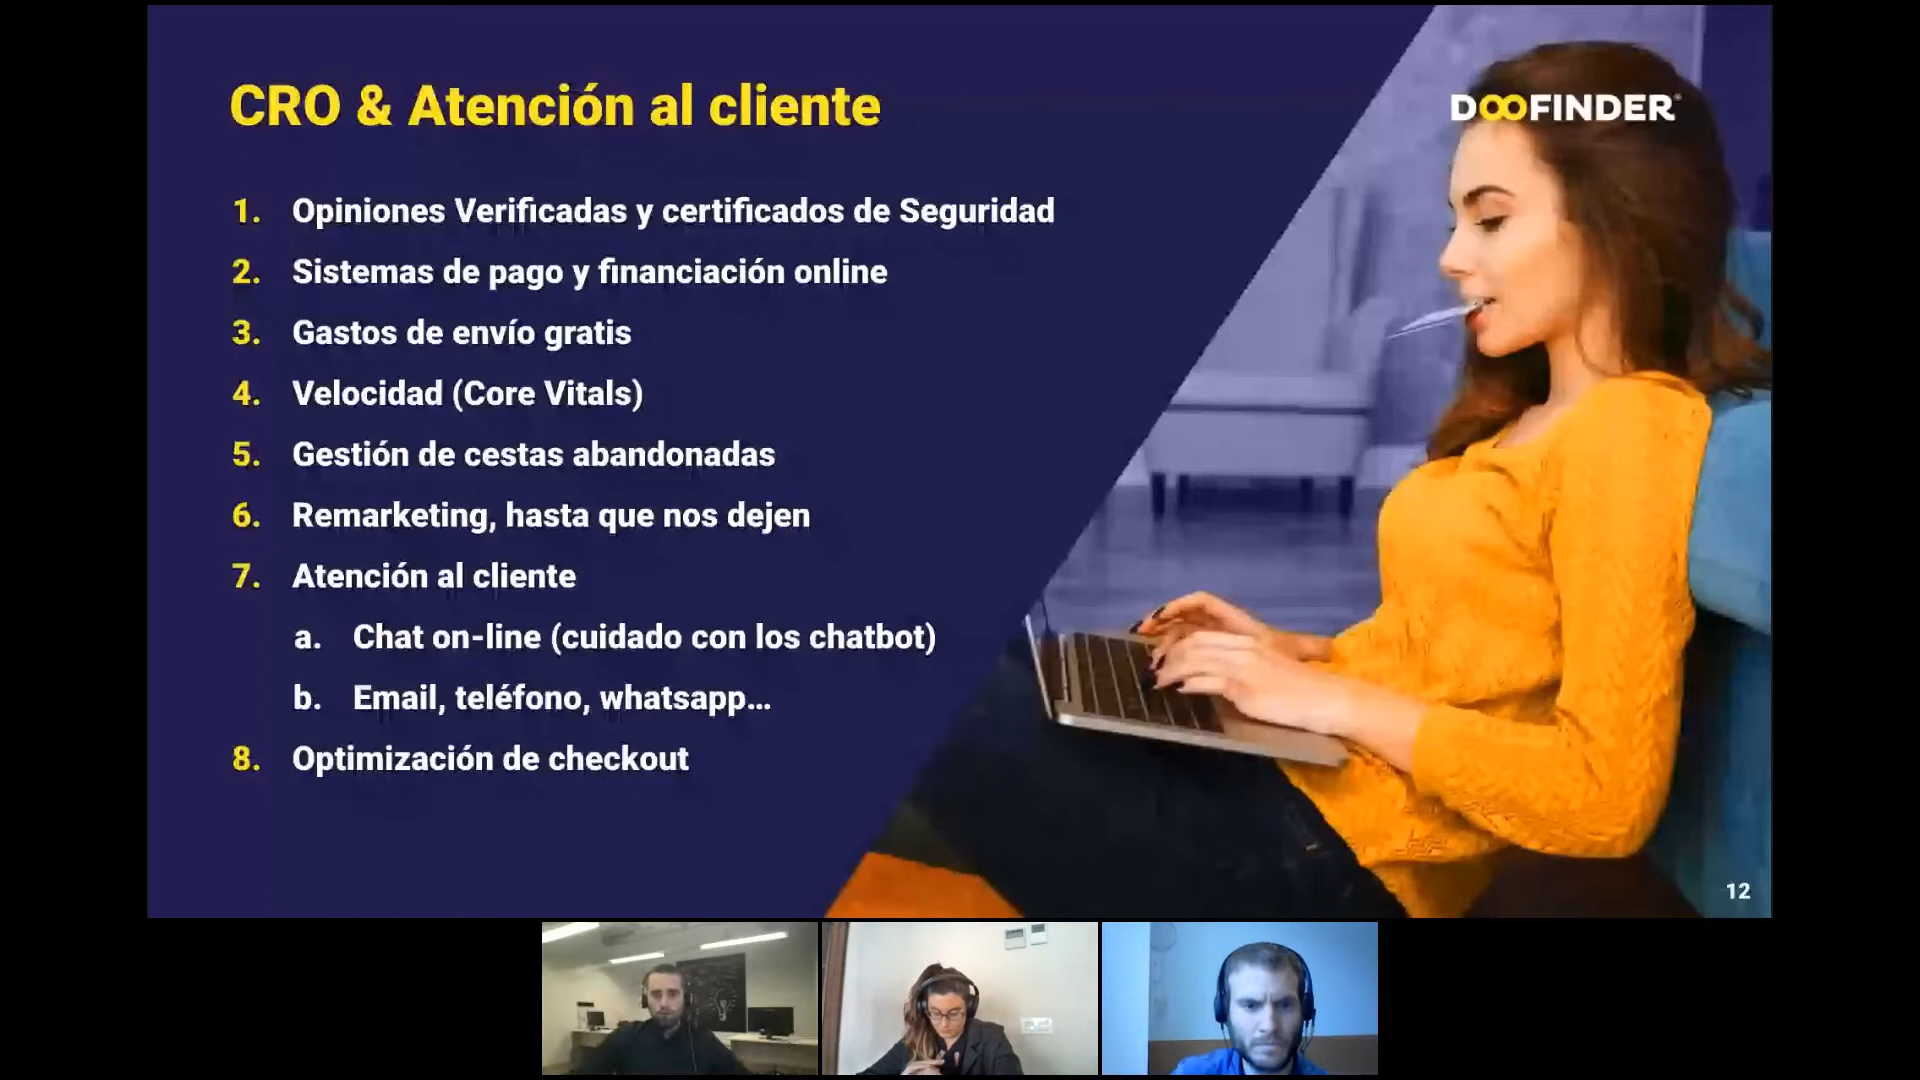 CRO & Atención al cliente
DOOFINDER
1. Opiniones Verificadas y certificados de Seguridad
2. Sistemas de pago y financiación online
3. Gastos de envío gratis
4. Velocidad (Core Vitals)
5. Gestión de cestas abandonadas
6. Remarketing, hasta que nos dejen
7. Atención al cliente
a. Chat on-line (cuidado con los chatbot)
b. Email, teléfono, whatsapp...
8. Optimización de checkout
12